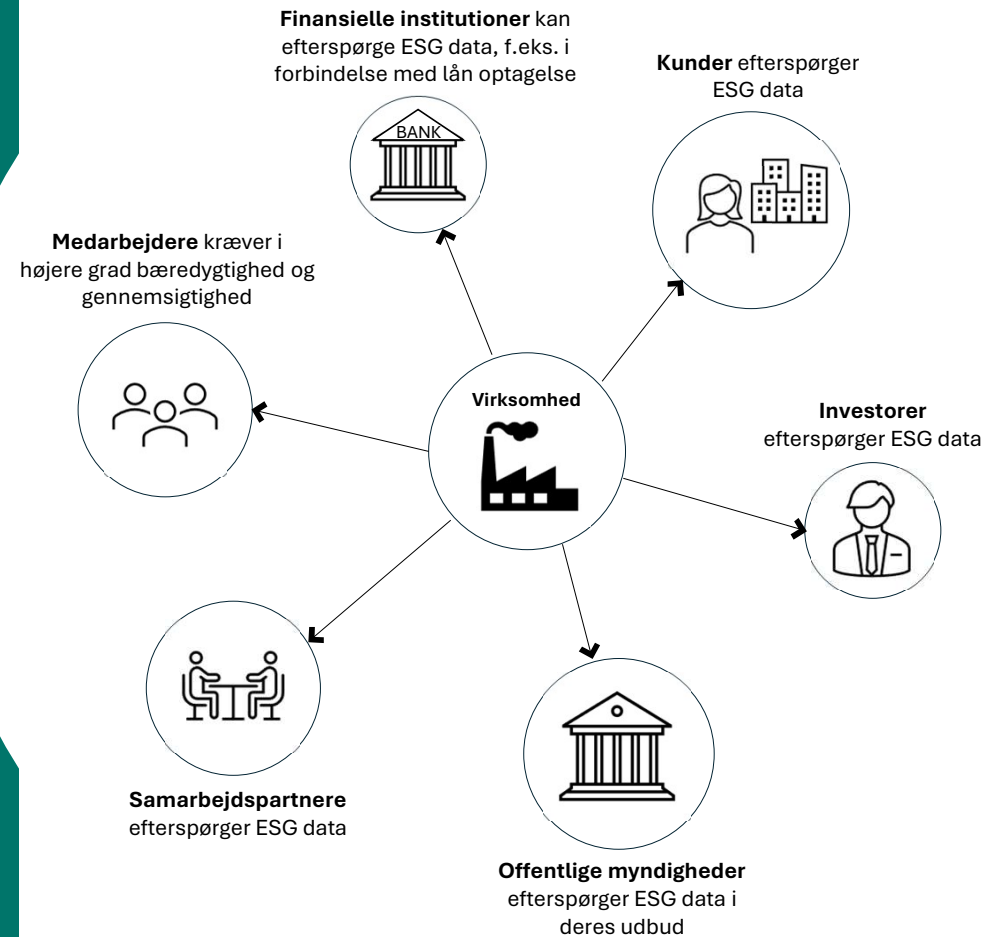 Finansielle institutioner kan
efterspørge ESG data, f.eks. i
forbindelse med lån optagelse
BANK
Kunder efterspørger
ESG data
Medarbejdere kræver i
højere grad bæredygtighed og
gennemsigtighed
Virksomhed
Investorer
efterspørger ESG data
Samarbejdspartnere
efterspørger ESG data
Offentlige myndigheder
efterspørger ESG data i
deres udbud